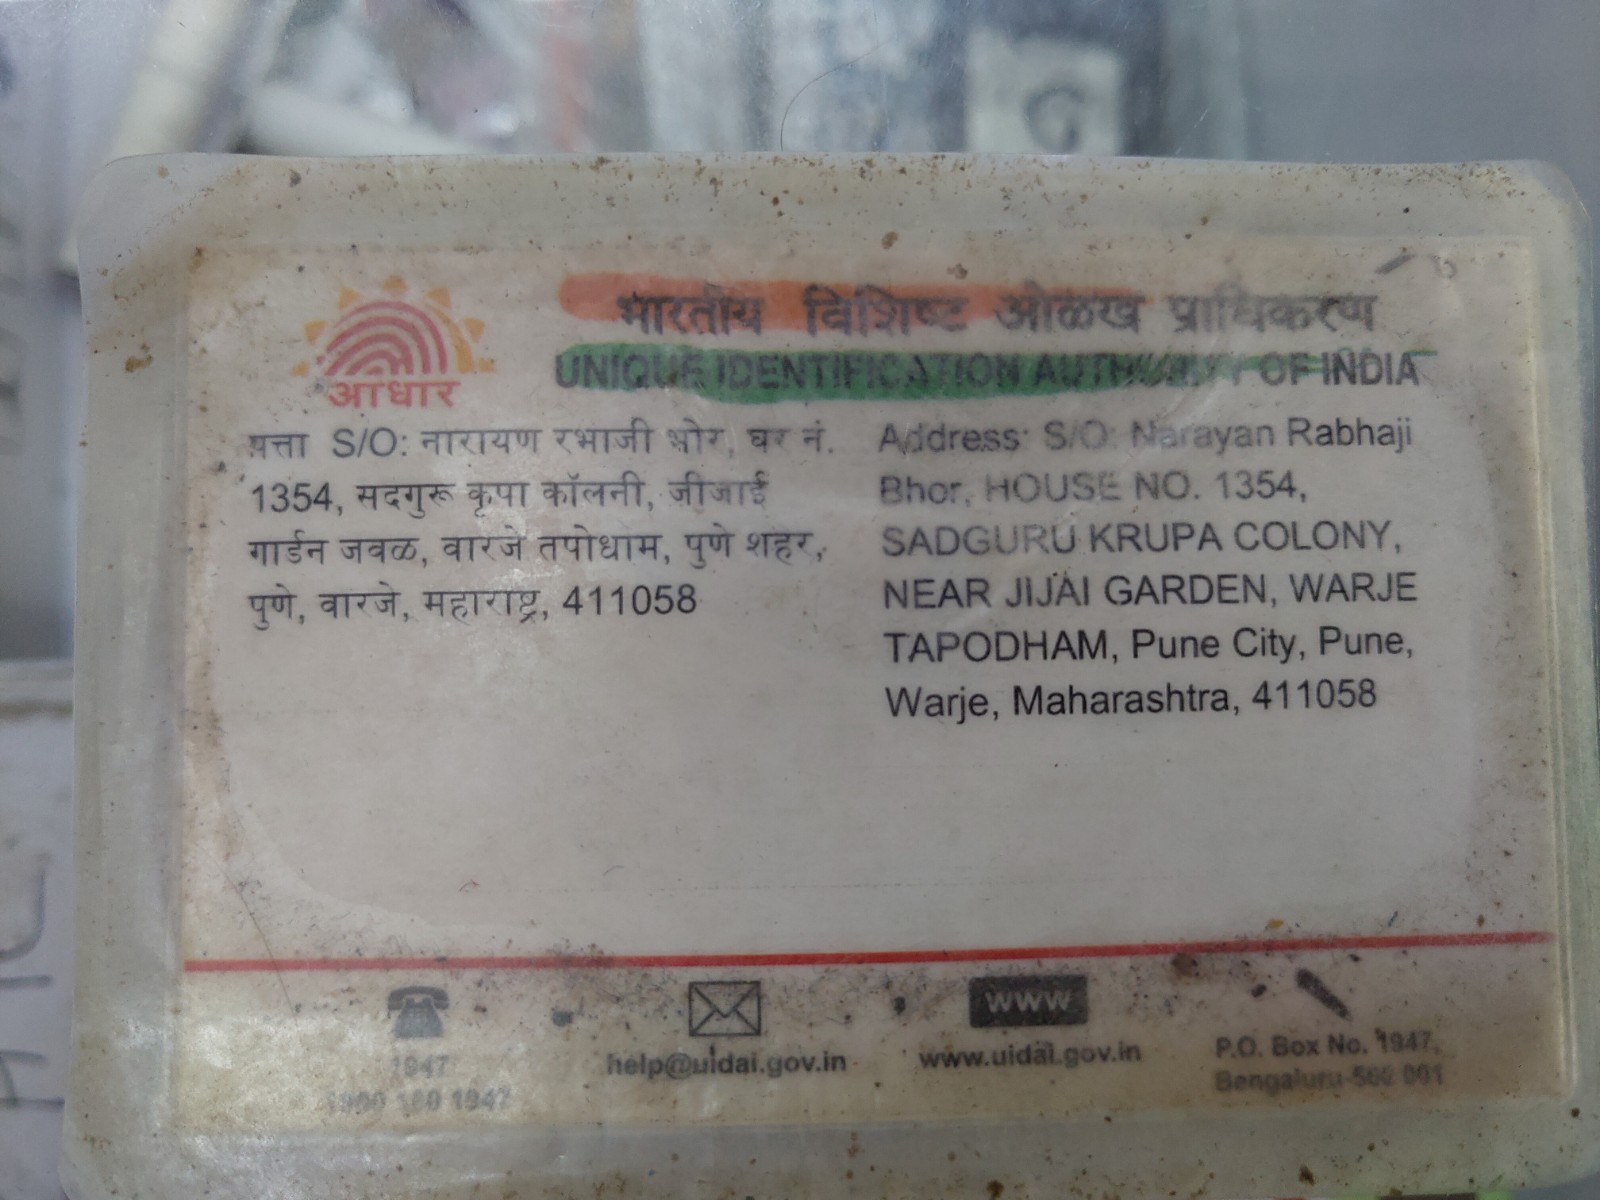 भारतीय विशिष्ट ओळख प्राधिकरण
UNIQUE IDENTIFICATION AUTHORITY OF INDIA
आधार
पत्ता S/O: नारायण रभाजी भोर, घर नं.
1354, सदगुरू कृपा कॉलनी, जीजाई
गार्डन जवळ, वारजे तपोधाम, पुणे शहर,
पुणे, वारजे, महाराष्ट्र, 411058
Address: S/O: Narayan Rabhaji
Bhor, HOUSE NO. 1354,
SADGURU KRUPA COLONY,
NEAR JIJAI GARDEN, WARJE
TAPODHAM, Pune City, Pune,
Warje, Maharashtra, 411058
1947
1800 180 1947
help@uidai.gov.in
WWW
www.uidai.gov.in
P.O. Box No. 1947,
Bengaluru-560 001
G